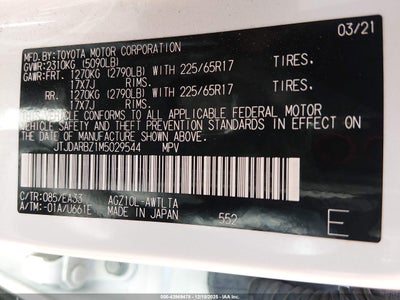 MFD.BY:TOYOTA MOTOR CORPORATION 03/21
GVWR:2310KG (5090LB)
GAWR:FRT 1270KG (2790LB) WITH 225/65R17 TIRES.
17X7J RIMS.
RR. 1270KG (2790LB) WITH 225/65R17 TIRES.
17X7J RIMS.
THIS VEHICLE CONFORMS TO ALL APPLICABLE FEDERAL MOTOR
VEHICLE SAFETY AND THEFT PREVENTION STANDARDS IN EFFECT ON
THE DATE OF MANUFACTURE SHOWN ABOVE.
JTJDARBZ1M5029544 MPV
C/TR:085/EA33 AGZ10L-AWTLTA
A/TM:-01A/U661E MADE IN JAPAN 552 E